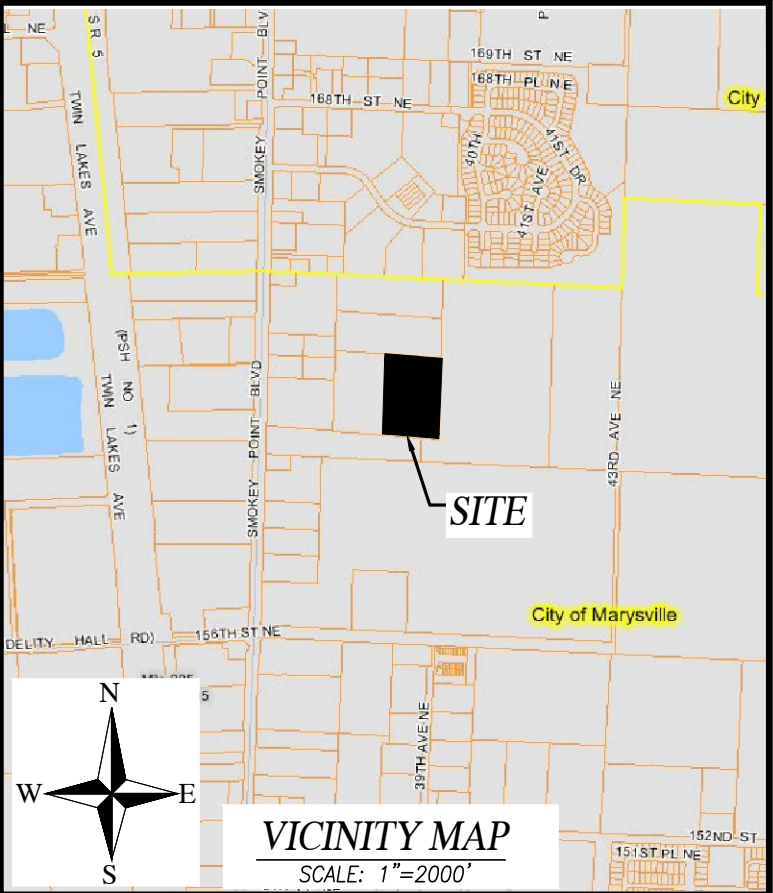 L NE
S R 5
SMOKEY POINT BLV
P
169TH ST NE
168TH PL NE
168TH ST NE
City
TWIN LAKES AVE
40TH
41ST DR
41ST AVE
(PSH NO 1)
TWIN LAKES AVE
SMOKEY POINT BLVD
43RD AVE NE
SITE
City of Marysville
DELITY HALL RD)
156TH ST NE
5
39TH AVE NE
N
W
E
S
VICINITY MAP
SCALE: 1"=2000'
152ND ST
151ST PL NE